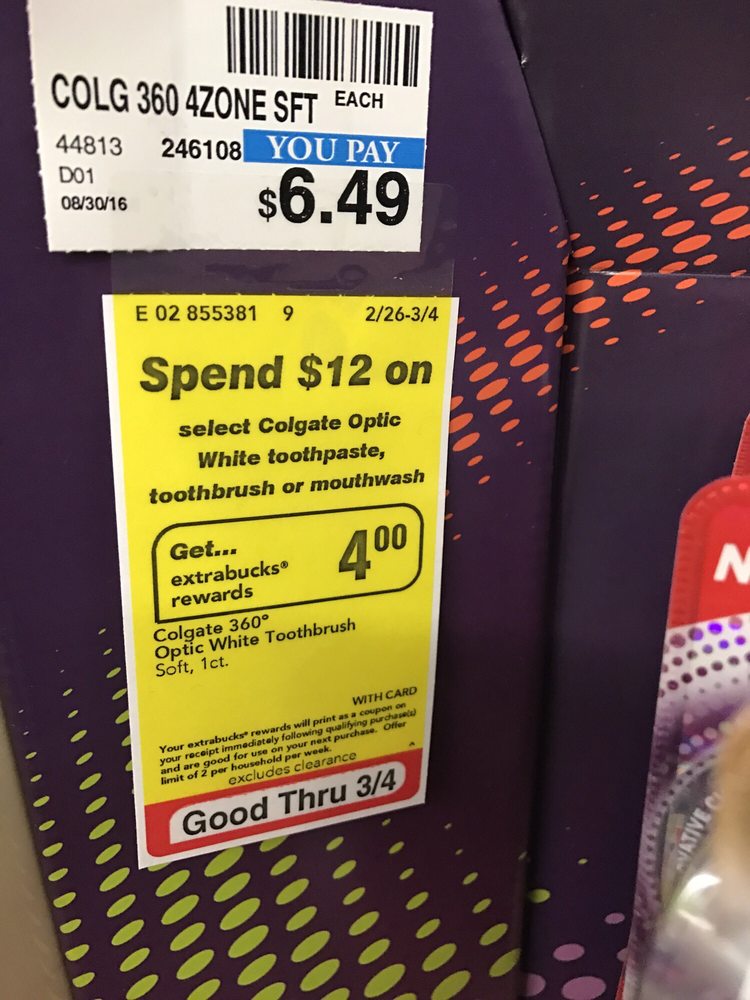 COLG 360 4ZONE SFT EACH
44813 246108 YOU PAY
D01
08/30/16 $6.49
E 02 855381 9 2/26-3/4
Spend $12 on
select Colgate Optic
White toothpaste,
toothbrush or mouthwash
Get... 4.00
extrabucks®
rewards
Colgate 360°
Optic White Toothbrush
Soft, 1ct.
WITH CARD
Your extrabucks® rewards will print as a coupon on
your receipt immediately following qualifying purchase(s)
and are good for use on your next purchase. Offer
limit of 2 per household per week.
excludes clearance
Good Thru 3/4
N